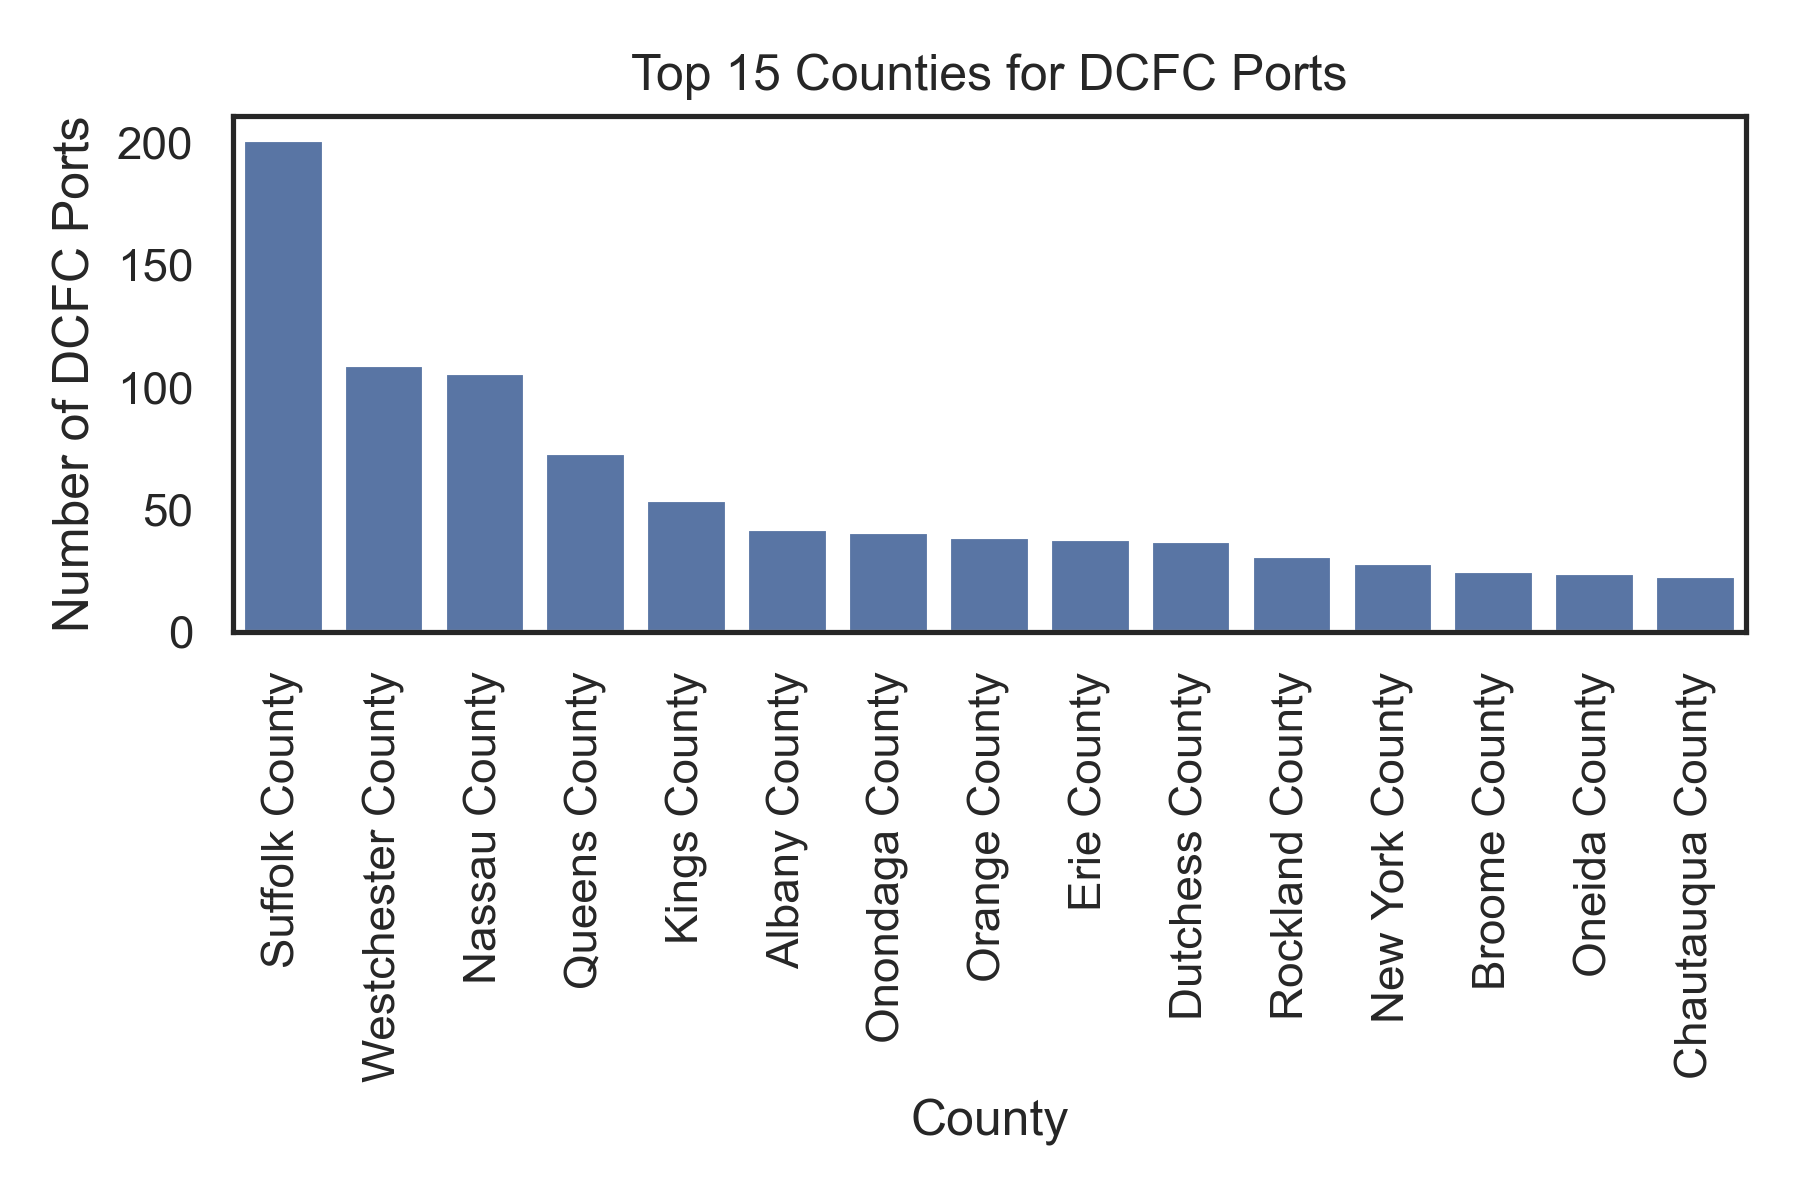 Top 15 Counties for DCFC Ports
Number of DCFC Ports
200
150
100
50
0
Suffolk County
Westchester County
Nassau County
Queens County
Kings County
Albany County
Onondaga County
Orange County
Erie County
Dutchess County
Rockland County
New York County
Broome County
Oneida County
Chautauqua County
County